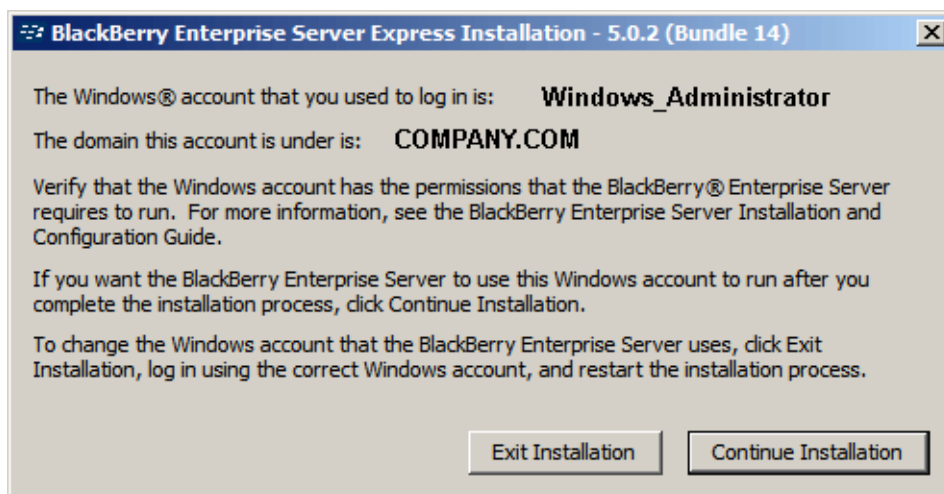 BlackBerry Enterprise Server Express Installation - 5.0.2 (Bundle 14)
The Windows® account that you used to log in is: Windows_Administrator
The domain this account is under is: COMPANY.COM
Verify that the Windows account has the permissions that the BlackBerry® Enterprise Server
requires to run. For more information, see the BlackBerry Enterprise Server Installation and
Configuration Guide.
If you want the BlackBerry Enterprise Server to use this Windows account to run after you
complete the installation process, click Continue Installation.
To change the Windows account that the BlackBerry Enterprise Server uses, click Exit
Installation, log in using the correct Windows account, and restart the installation process.
Exit Installation Continue Installation